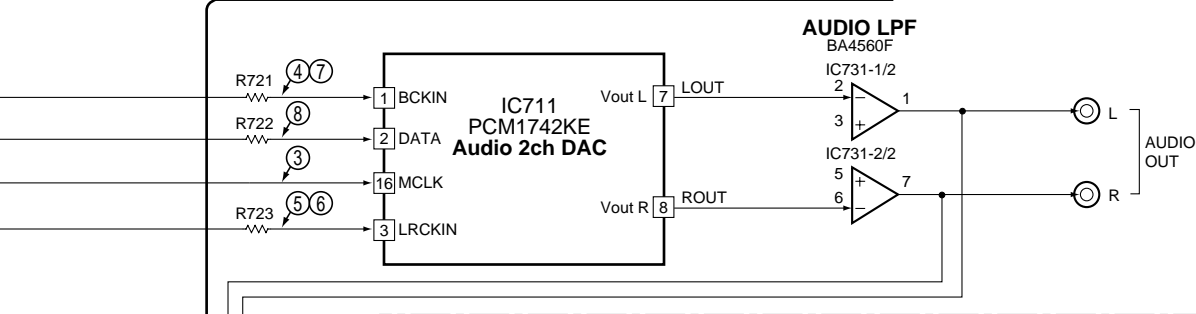 AUDIO LPF
BA4560F
IC731-1/2
R721
④⑦
1 BCKIN
R722
⑧
2 DATA
③
16 MCLK
R723
⑤⑥
3 LRCKIN
IC711
PCM1742KE
Audio 2ch DAC
Vout L 7 LOUT
Vout R 8 ROUT
2
3
−
+
1
IC731-2/2
5
6
+
−
7
L
R
AUDIO
OUT